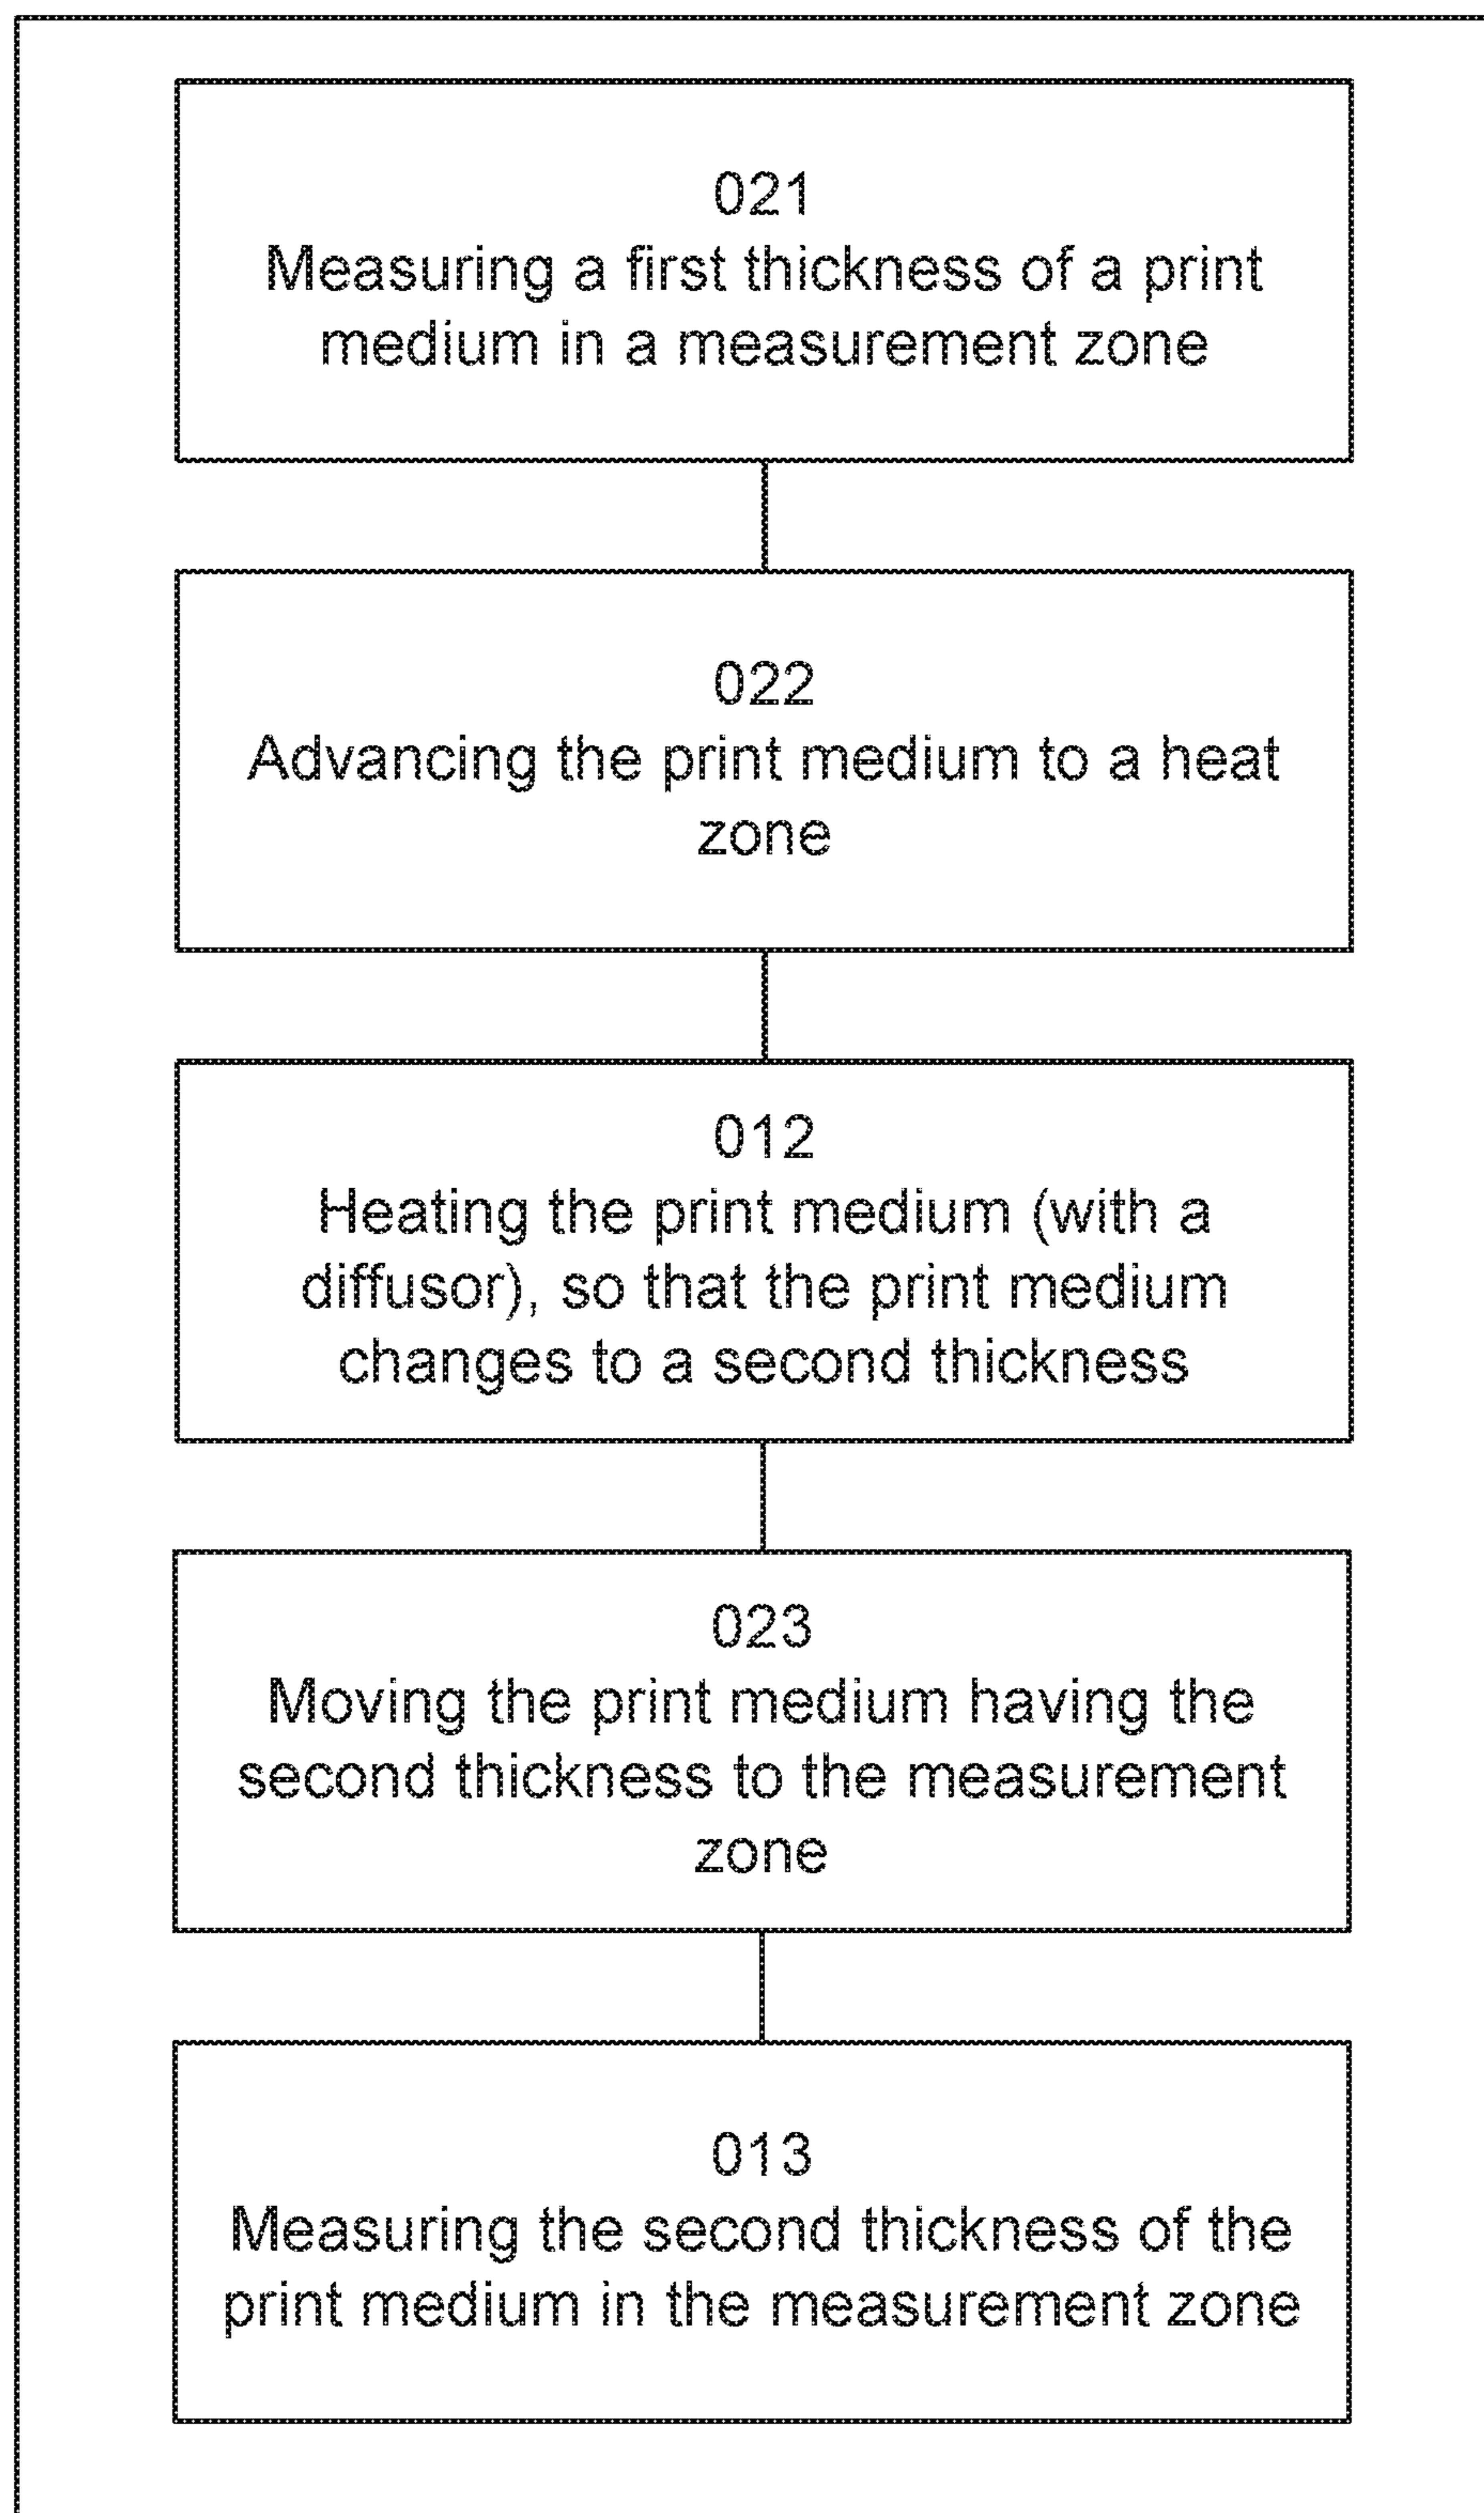 021
Measuring a first thickness of a print
medium in a measurement zone
022
Advancing the print medium to a heat
zone
012
Heating the print medium (with a
diffusor), so that the print medium
changes to a second thickness
023
Moving the print medium having the
second thickness to the measurement
zone
013
Measuring the second thickness of the
print medium in the measurement zone